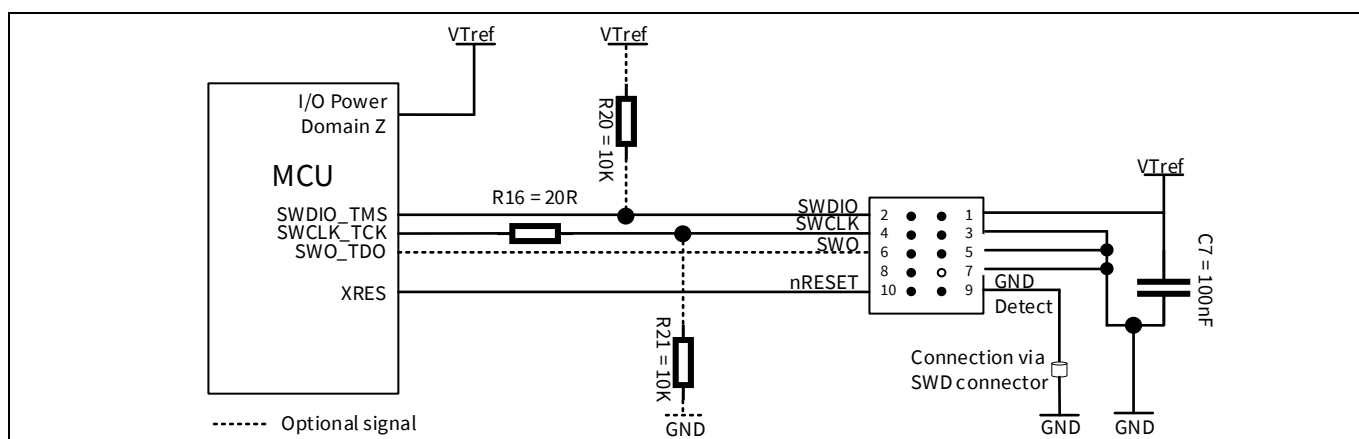 VTref
VTref
I/O Power
Domain Z
R20 = 10K
VTref
MCU
R16 = 20R
SWDIO_TMS
SWDIO
2
1
SWCLK_TCK
SWCLK
4
3
SWO_TDO
SWO
6
5
8
7
XRES
nRESET
10
9
GND
Detect
C7 = 100nF
R21 = 10K
Connection via
SWD connector
Optional signal
GND
GND
GND